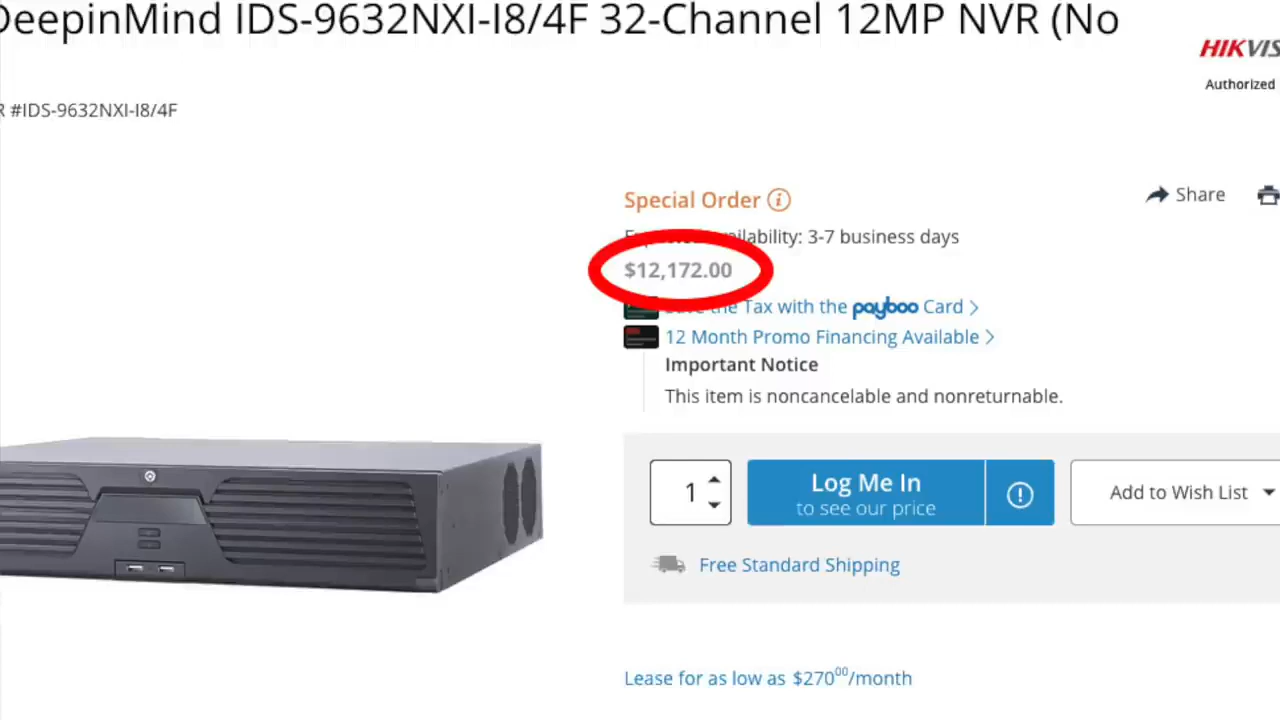 DeepinMind IDS-9632NXI-I8/4F 32-Channel 12MP NVR (No
HIKVIS
Authorized
R #IDS-9632NXI-I8/4F
Special Order
Share
availability: 3-7 business days
$12,172.00
the Tax with the payboo Card >
12 Month Promo Financing Available >
Important Notice
This item is noncancelable and nonreturnable.
1
Log Me In
to see our price
Add to Wish List
Free Standard Shipping
Lease for as low as $270⁰⁰/month